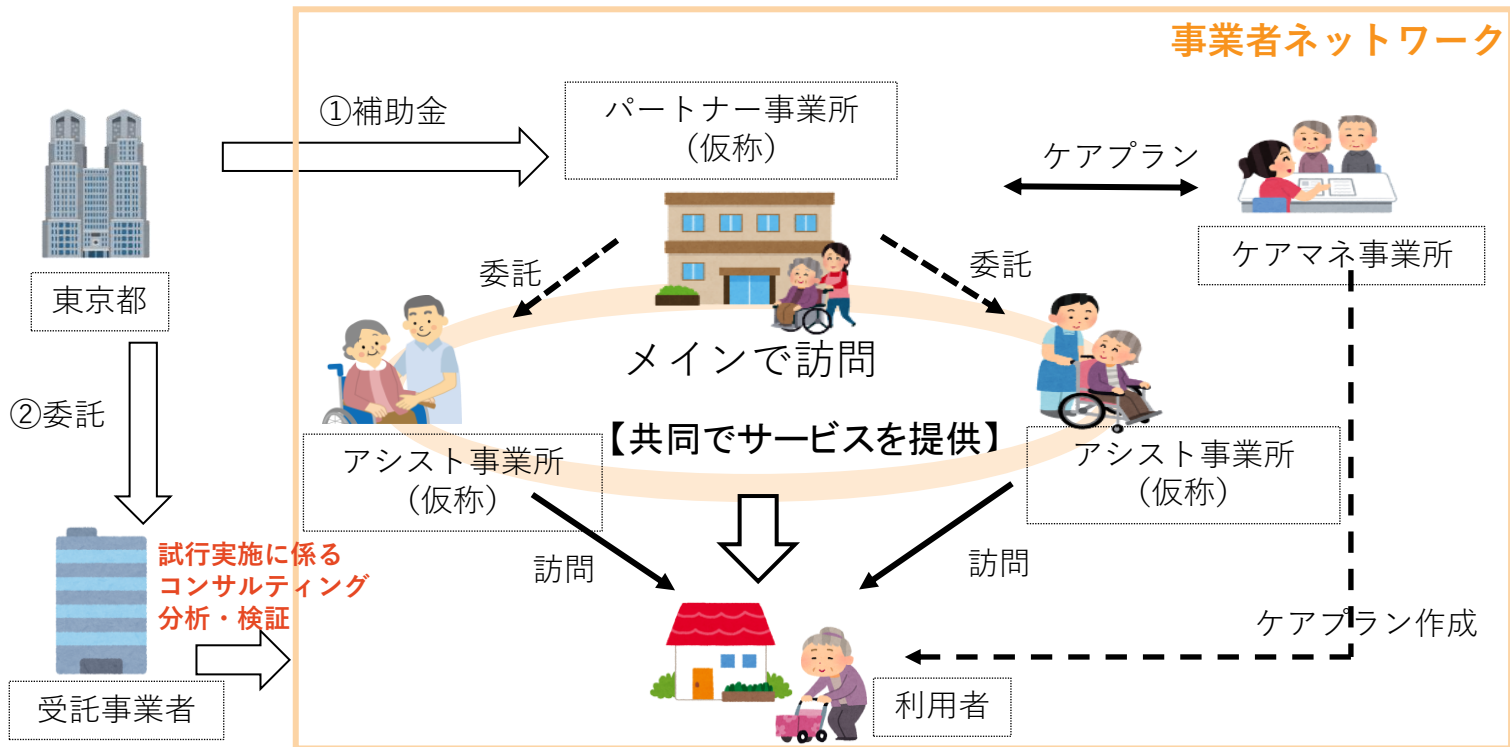 事業者ネットワーク
①補助金
パートナー事業所
(仮称)
ケアプラン
ケアマネ事業所
東京都
委託
委託
メインで訪問
【共同でサービスを提供】
アシスト事業所
(仮称)
アシスト事業所
(仮称)
②委託
試行実施に係る
コンサルティング
分析・検証
訪問
訪問
ケアプラン作成
受託事業者
利用者